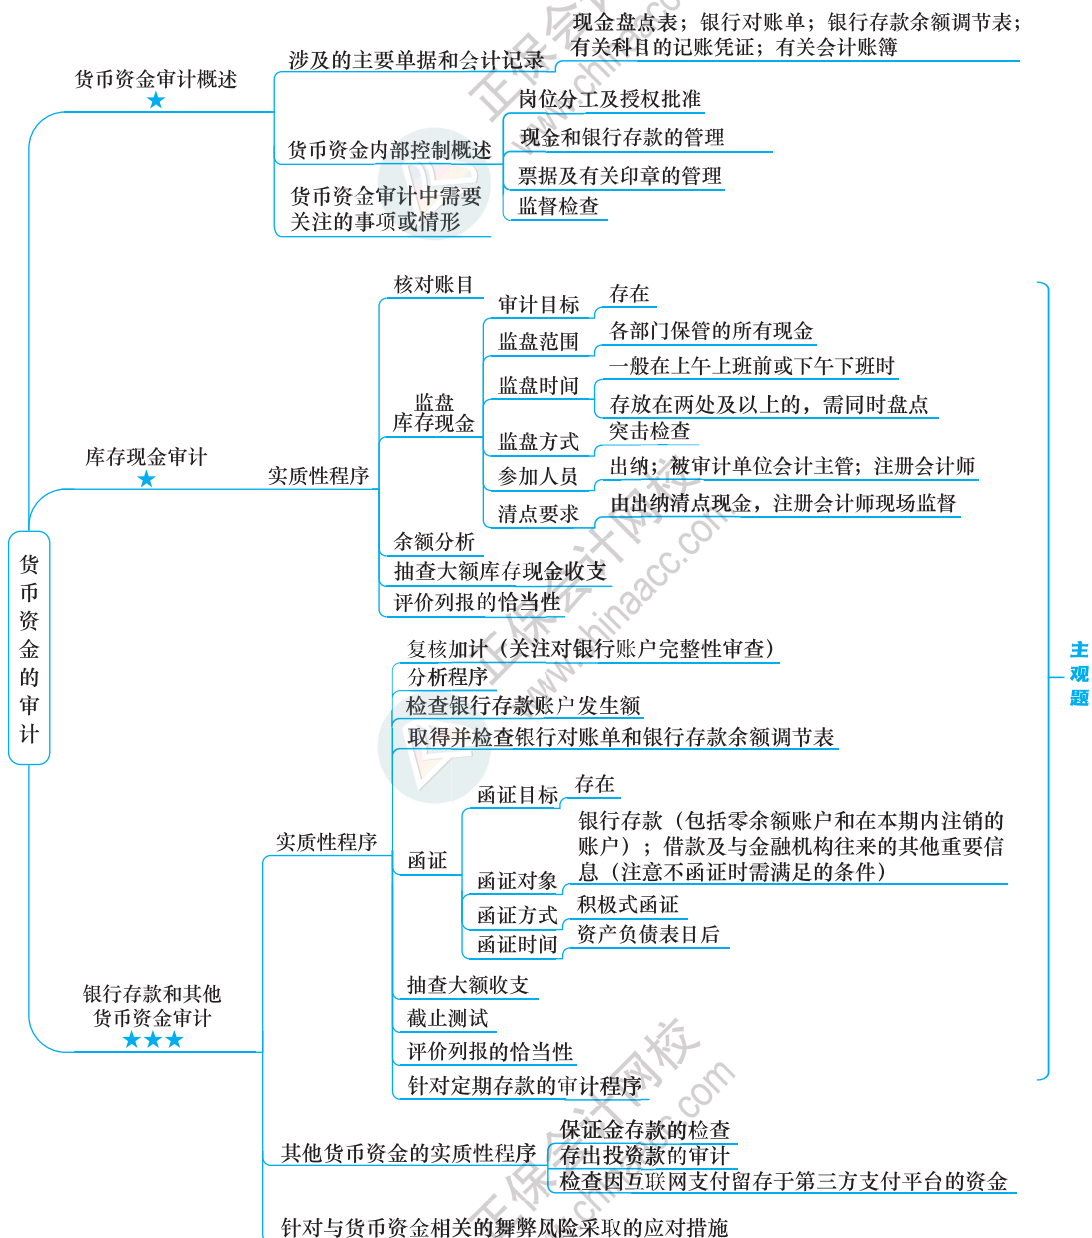 现金盘点表；银行对账单；银行存款余额调节表；
有关科目的记账凭证；有关会计账簿
涉及的主要单据和会计记录
货币资金审计概述
★
岗位分工及授权批准
现金和银行存款的管理
货币资金内部控制概述
票据及有关印章的管理
监督检查
货币资金审计中需要
关注的事项或情形
核对账目
审计目标
存在
监盘范围
各部门保管的所有现金
监盘时间
一般在上午上班前或下午下班时
存放在两处及以上的，需同时盘点
监盘
库存现金
监盘方式
突击检查
参加人员
出纳；被审计单位会计主管；注册会计师
清点要求
由出纳清点现金，注册会计师现场监督
库存现金审计
★
实质性程序
余额分析
抽查大额库存现金收支
评价列报的恰当性
货币资金的审计
主观题
复核加计（关注对银行账户完整性审查）
分析程序
检查银行存款账户发生额
取得并检查银行对账单和银行存款余额调节表
函证目标
存在
实质性程序
函证
银行存款（包括零余额账户和在本期内注销的
账户）；借款及与金融机构往来的其他重要信
息（注意不函证时需满足的条件）
函证对象
函证方式
积极式函证
函证时间
资产负债表日后
抽查大额收支
截止测试
评价列报的恰当性
针对定期存款的审计程序
银行存款和其他
货币资金审计
★★★
其他货币资金的实质性程序
保证金存款的检查
存出投资款的审计
检查因互联网支付留存于第三方支付平台的资金
针对与货币资金相关的舞弊风险采取的应对措施
正保会计网校
www.chinaacc.com